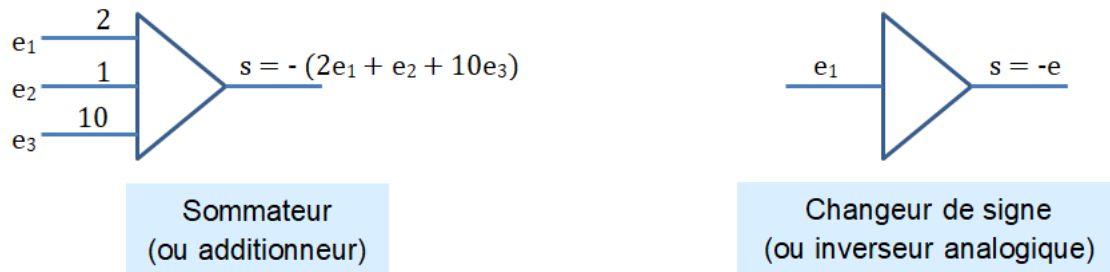 2
e₁
s = - (2e₁ + e₂ + 10e₃)
1
e₂
10
e₃
Sommateur
(ou additionneur)
e₁
s = -e
Changeur de signe
(ou inverseur analogique)